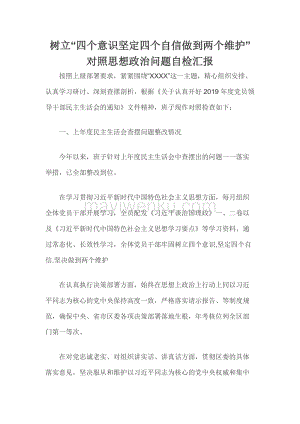 树立“四个意识坚定四个自信做到两个维护”
对照思想政治问题自检汇报
按照上级部署要求，紧紧围绕“XXXX”这一主题，精心组织安排、
认真学习研讨、深刻查摆剖析，根据《关于认真开好 2019 年度党员领
导干部民主生活会的通知》文件精神，班子现作对照检查如下：
一、上年度民主生活会查摆问题整改情况
今年以来，班子针对上年度民主生活会中查摆出的问题——落实举
措，已全部整改到位。
在学习贯彻习近平新时代中国特色社会主义思想方面，每月组织
全体党员干部开展学习，全员配发《习近平谈治国理政》一、二卷以
及《习近平新时代中国特色社会主义思想学习要点》等学习资料，通
过常态化、长效性学习，全体党员干部牢固树立四个意识,坚定四个自
信,坚决做到两个维护
在认真执行决策部署方面，始终在思想上政治上行动上同以习近
平同志为核心的党中央保持高度一致，严格落实请示报告、等制度规
范，确保中央、省市区委各项决策部署落地生根，年考核位列全区部
门第一等次。
在对党忠诚老实、对组织讲实话、讲真话方面，贯彻区委的具体
落实意见。坚决服从和维护以习近平同志为核心的党中央权威和集中
mayiwenku.com